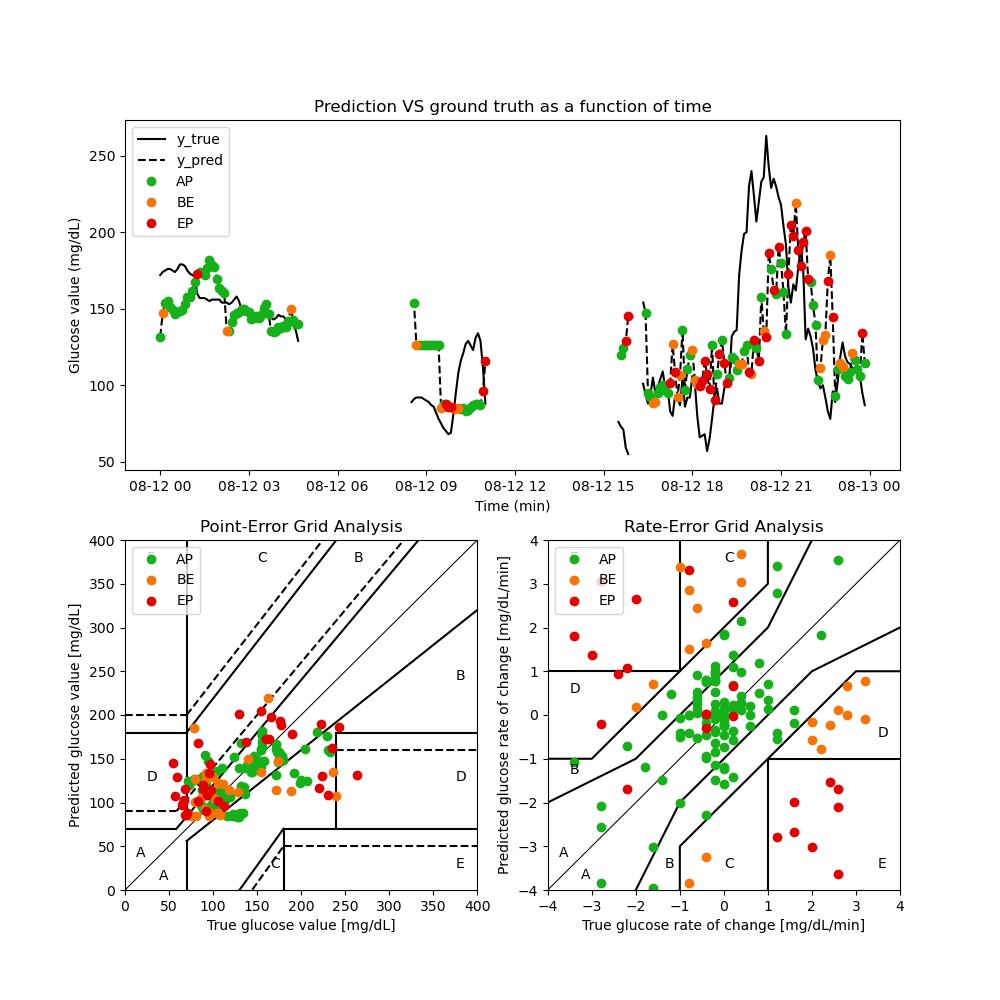 Prediction VS ground truth as a function of time
Glucose value (mg/dL)
250
200
150
100
50
y_true
y_pred
AP
BE
EP
08-12 00
08-12 03
08-12 06
08-12 09
08-12 12
08-12 15
08-12 18
08-12 21
08-13 00
Time (min)
Point-Error Grid Analysis
Predicted glucose value [mg/dL]
400
350
300
250
200
150
100
50
0
AP
BE
EP
C
B
B
D
D
A
A
C
E
0
50
100
150
200
250
300
350
400
True glucose value [mg/dL]
Rate-Error Grid Analysis
Predicted glucose rate of change [mg/dL/min]
4
3
2
1
0
−1
−2
−3
−4
AP
BE
EP
C
D
D
B
A
A
B
C
E
−4
−3
−2
−1
0
1
2
3
4
True glucose rate of change [mg/dL/min]